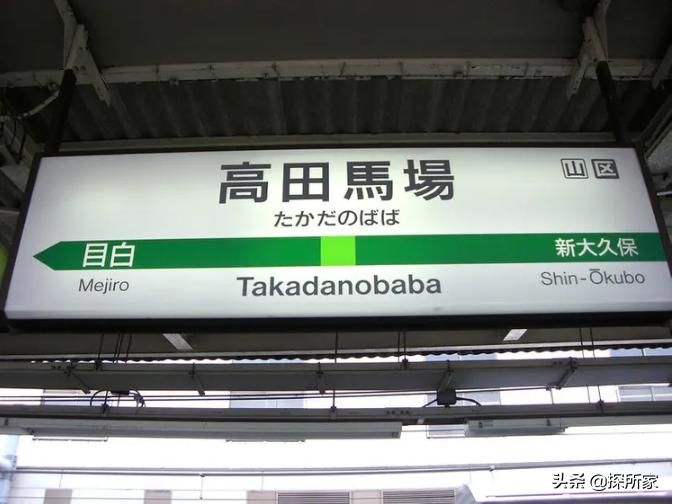 高田馬場
山区
たかだのばば
目白
新大久保
Mejiro
Takadanobaba
Shin-Ōkubo
头条 @探所家